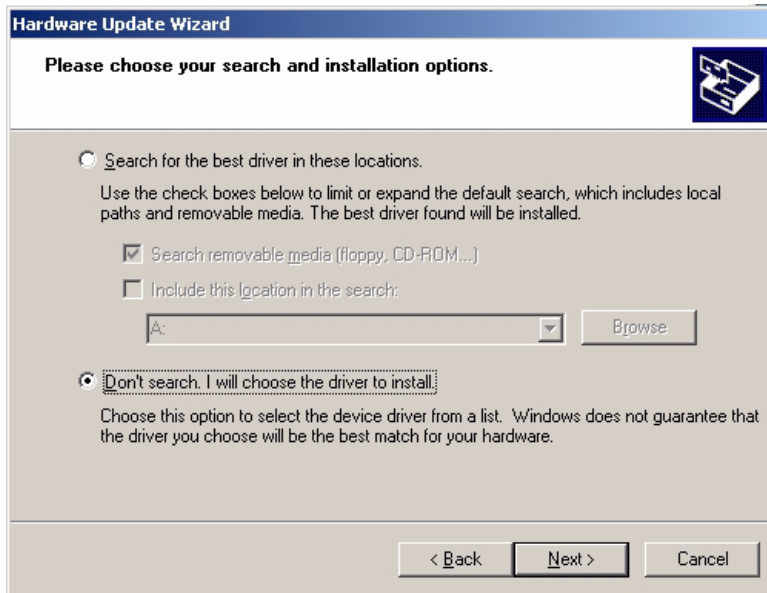 Hardware Update Wizard
Please choose your search and installation options.
Search for the best driver in these locations.
Use the check boxes below to limit or expand the default search, which includes local
paths and removable media. The best driver found will be installed.
Search removable media (floppy, CD-ROM...)
Include this location in the search:
A:
Browse
Don't search. I will choose the driver to install.
Choose this option to select the device driver from a list.  Windows does not guarantee that
the driver you choose will be the best match for your hardware.
< Back
Next >
Cancel